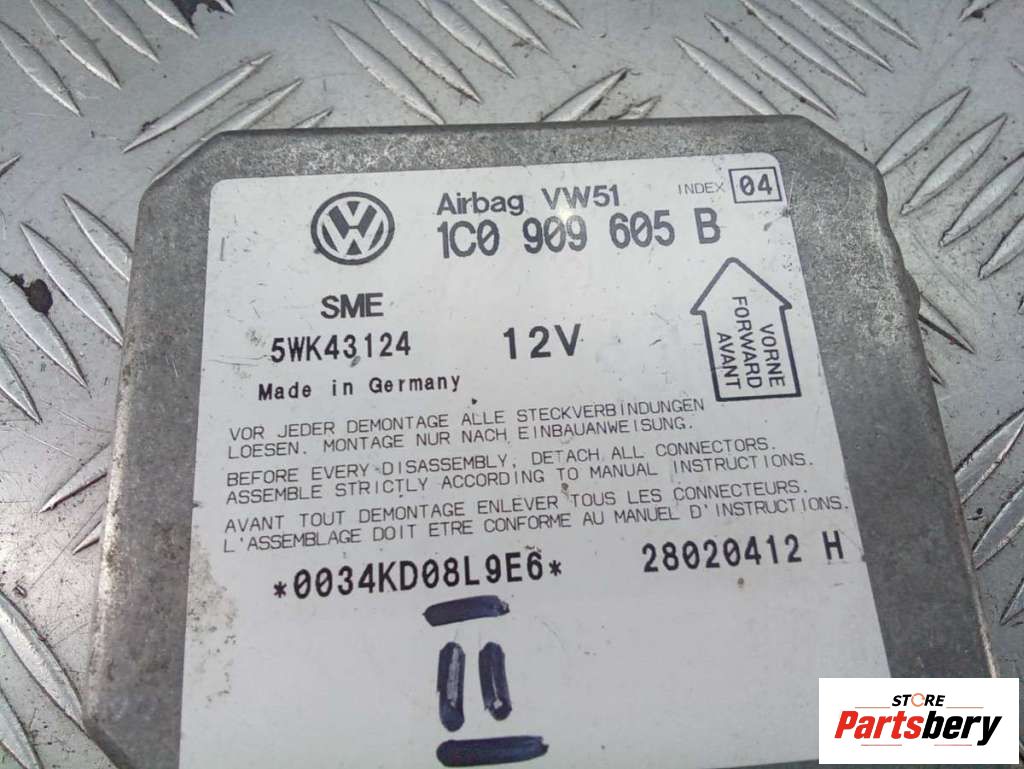 Airbag VW51 INDEX 04
1C0 909 605 B
SME
5WK43124 12V
Made in Germany
VORNE
FORWARD
AVANT
VOR JEDER DEMONTAGE ALLE STECKVERBINDUNGEN
LOESEN. MONTAGE NUR NACH EINBAUANWEISUNG.
BEFORE EVERY DISASSEMBLY, DETACH ALL CONNECTORS.
ASSEMBLE STRICTLY ACCORDING TO MANUAL INSTRUCTIONS.
AVANT TOUT DEMONTAGE ENLEVER TOUS LES CONNECTEURS.
L'ASSEMBLAGE DOIT ETRE CONFORME AU MANUEL D'INSTRUCTIONS.
*0034KD08L9E6* 28020412 H
STORE
Partsbery